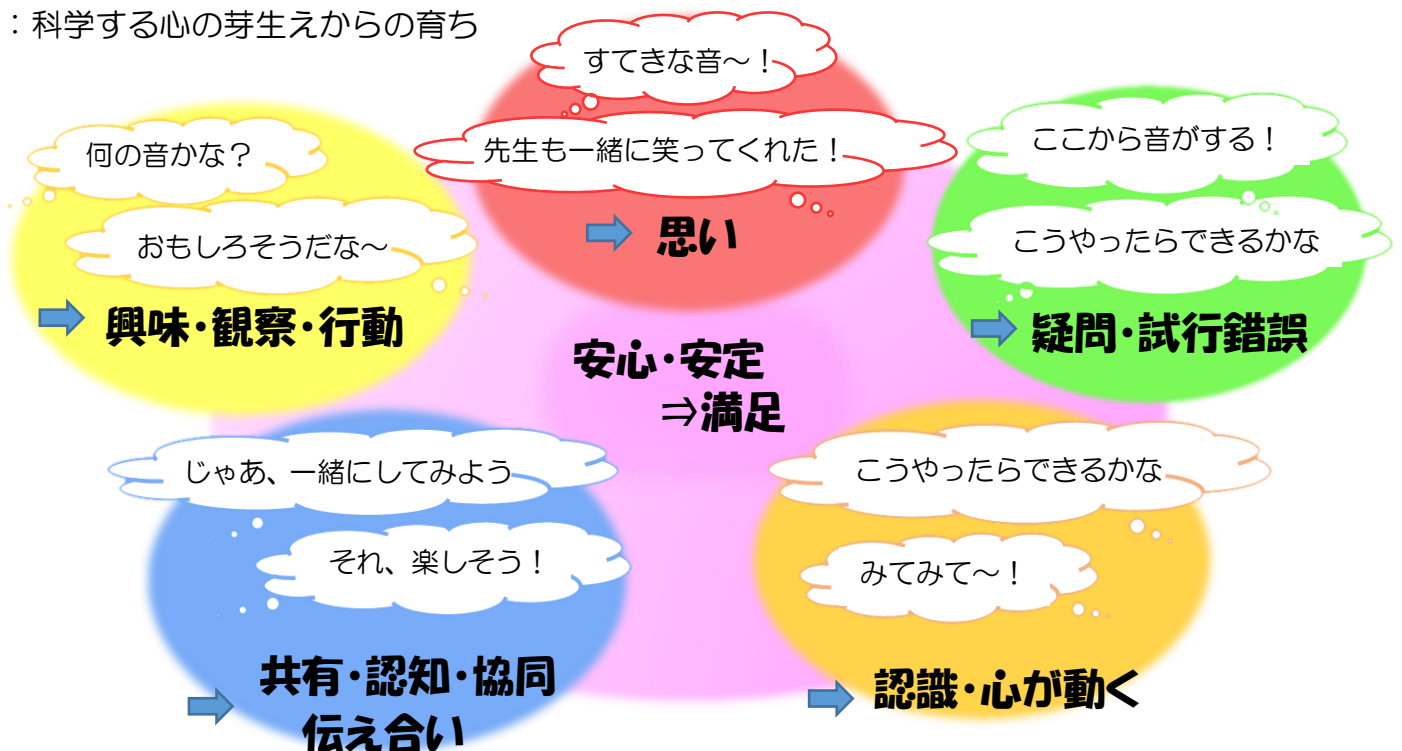 ：科学する心の芽生えからの育ち
すてきな音～！
先生も一緒に笑ってくれた！
思い
何の音かな？
おもしろそうだな～
興味・観察・行動
ここから音がする！
こうやったらできるかな
疑問・試行錯誤
安心・安定
⇒満足
じゃあ、一緒にしてみよう
それ、楽しそう！
共有・認知・協同
伝え合い
こうやったらできるかな
みてみて～！
認識・心が動く